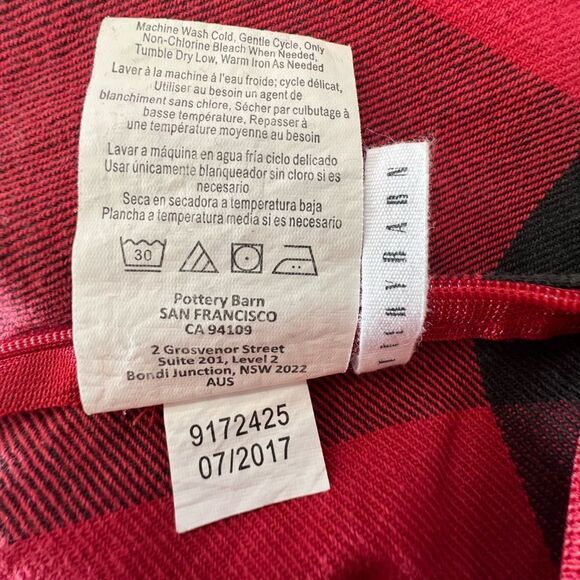 Machine Wash Cold, Gentle Cycle, Only
Non-Chlorine Bleach When Needed,
Tumble Dry Low, Warm Iron As Needed
Laver à la machine à l'eau froide; cycle délicat,
Utiliser au besoin un agent de
blanchiment sans chlore, Sécher par culbutage à
basse température, Repasser à
une température moyenne au besoin
Lavar a máquina en agua fría ciclo delicado
Usar únicamente blanqueador sin cloro si es
necesario
Seca en secadora a temperatura baja
Plancha a temperatura media si es necesario
30
Pottery Barn
SAN FRANCISCO
CA 94109
2 Grosvenor Street
Suite 201, Level 2
Bondi Junction, NSW 2022
AUS
9172425
07/2017